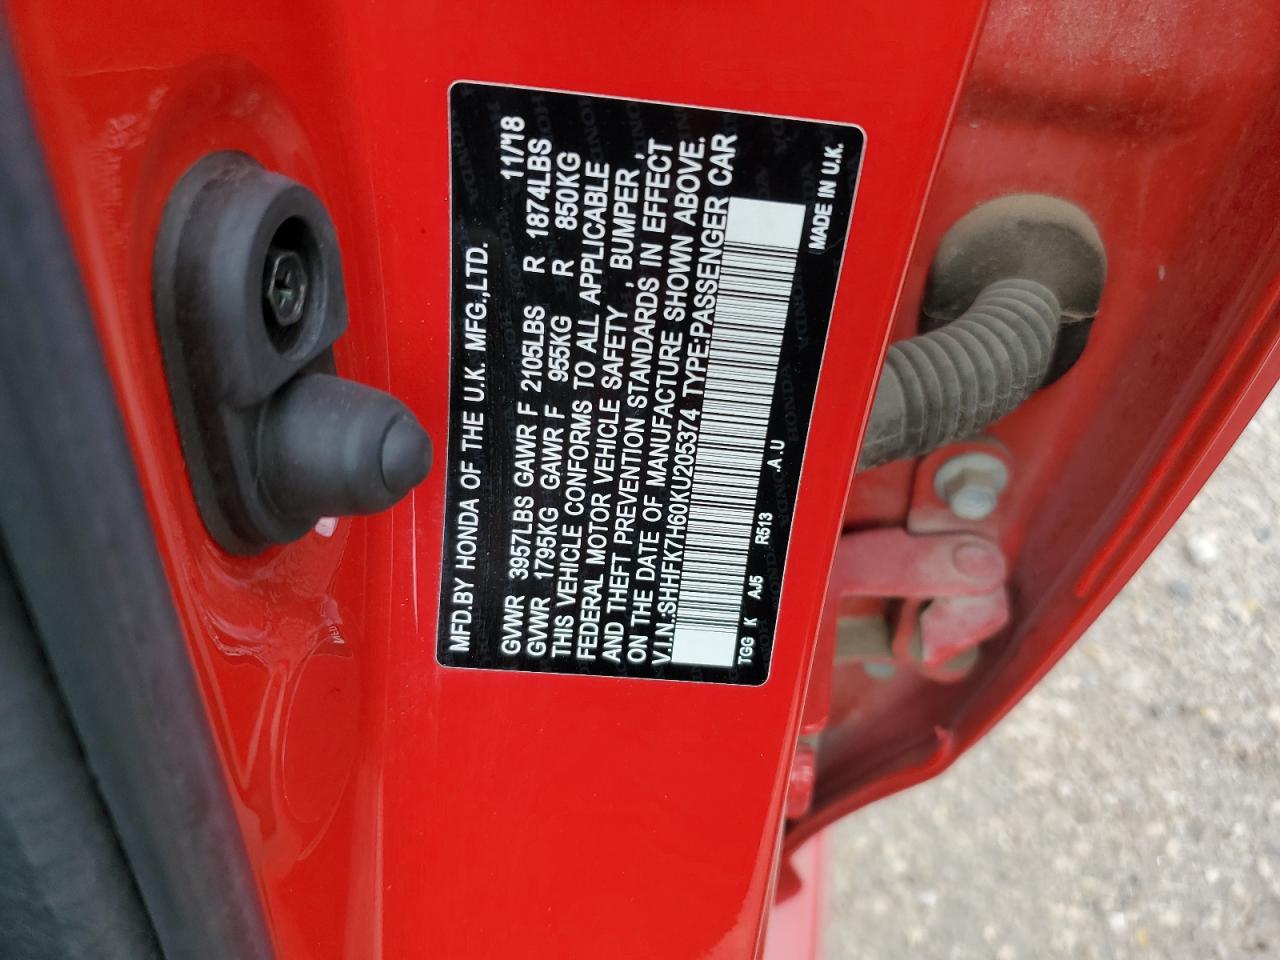 MFD.BY HONDA OF THE U.K. MFG.,LTD. 11/'18
GVWR 3957LBS GAWR F 2105LBS R 1874LBS
GVWR 1795KG GAWR F 955KG R 850KG
THIS VEHICLE CONFORMS TO ALL APPLICABLE
FEDERAL MOTOR VEHICLE SAFETY , BUMPER ,
AND THEFT PREVENTION STANDARDS IN EFFECT
ON THE DATE OF MANUFACTURE SHOWN ABOVE.
V.I.N.:SHHFK7H60KU205374 TYPE:PASSENGER CAR
TGG K AJ5 R513 .A.U MADE IN U.K.